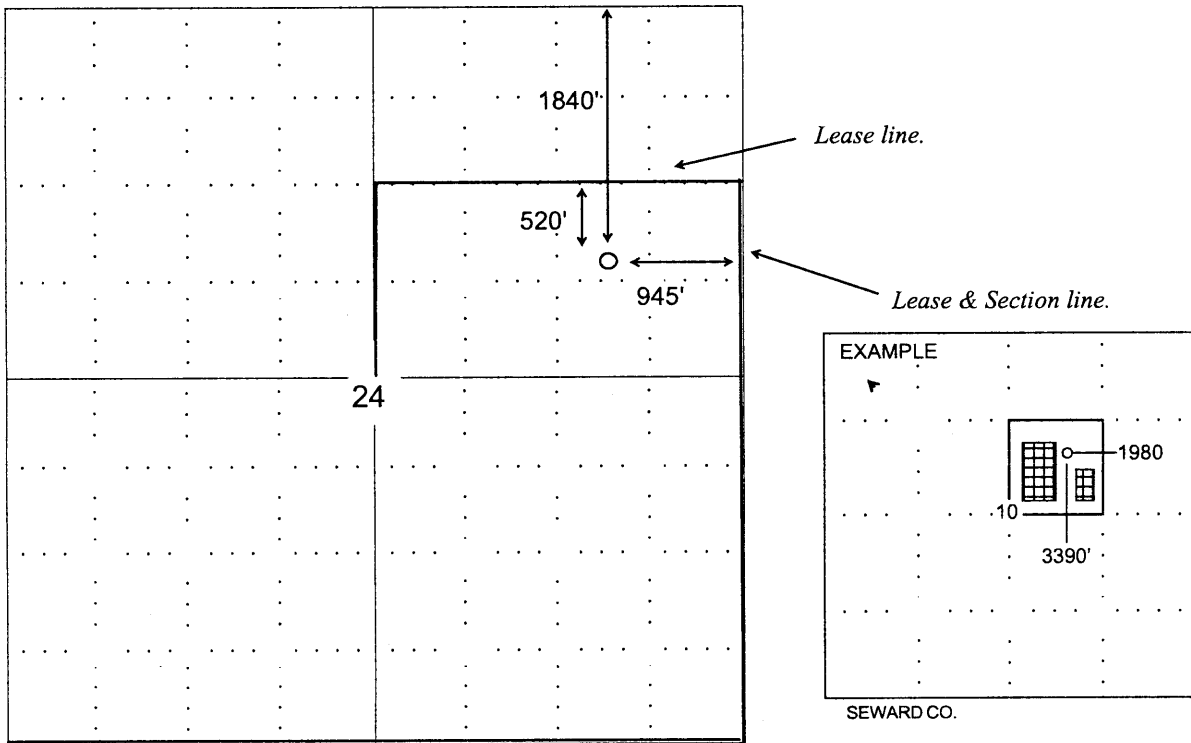 1840'
Lease line.
520'
945'
Lease & Section line.
24
EXAMPLE
1980
10
3390'
SEWARD CO.